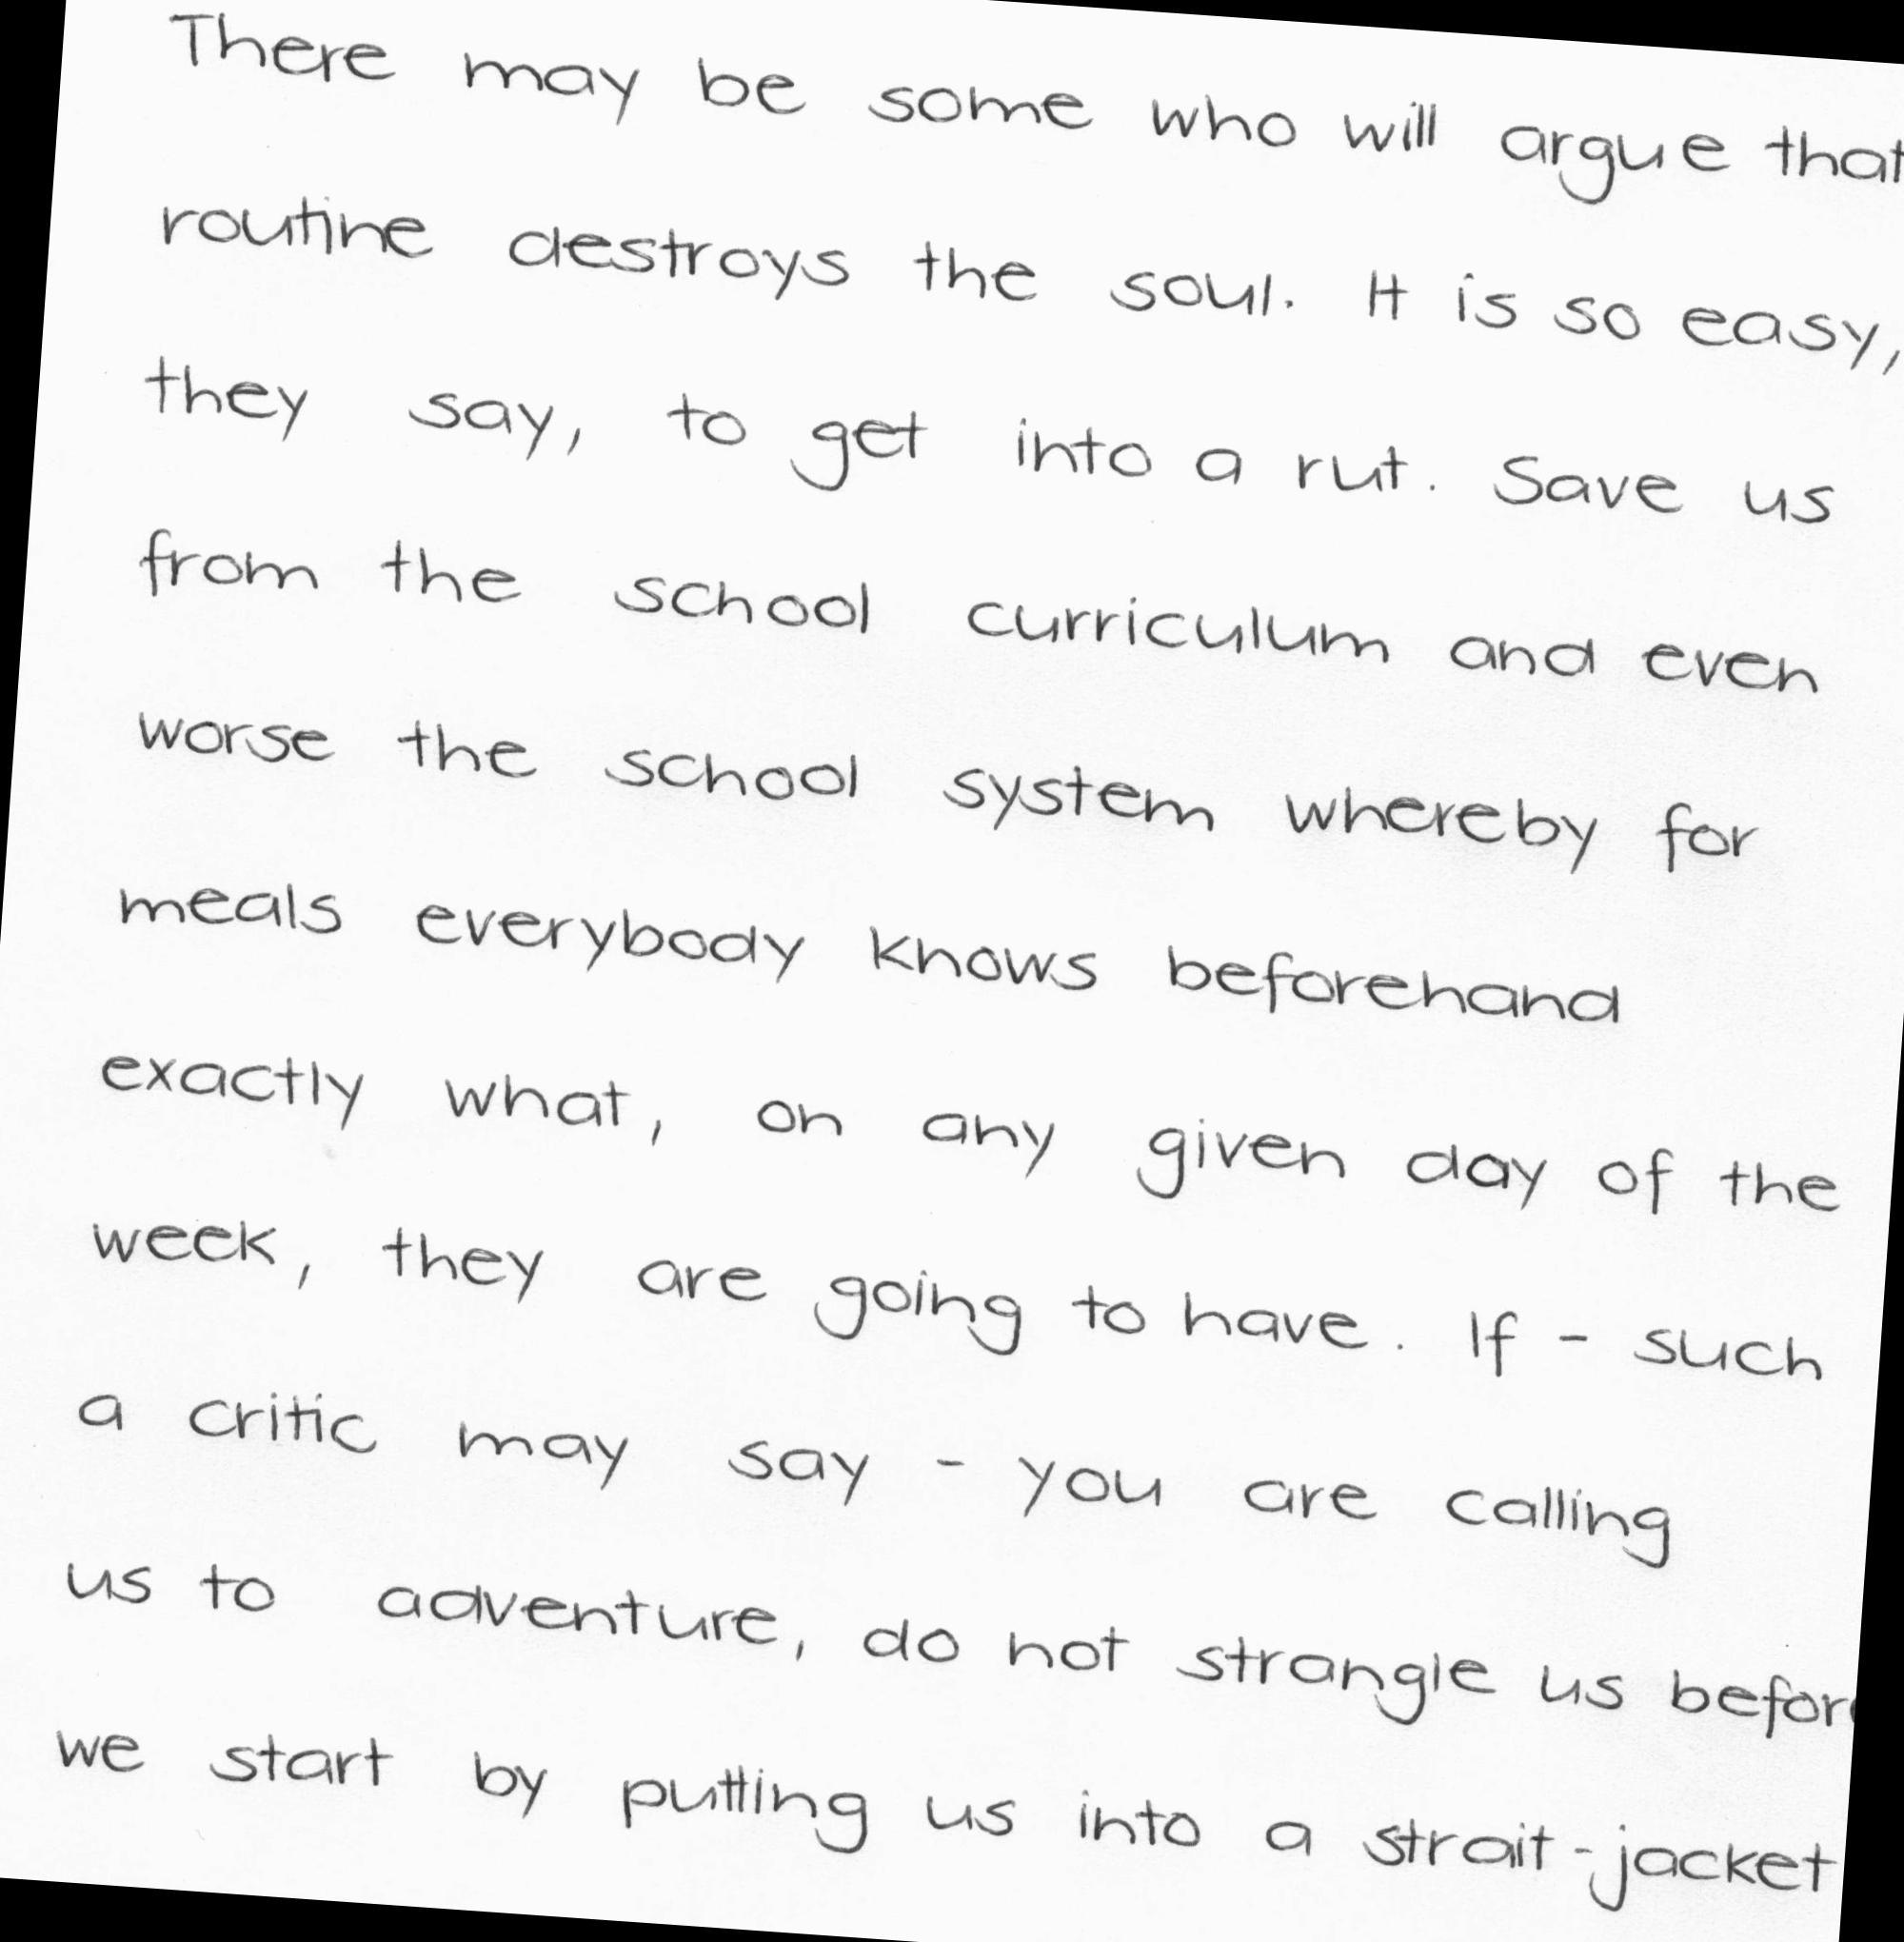 There may be some who will argue that
routine destroys the soul. It is so easy,
they say, to get into a rut. Save us
from the school curriculum and even
worse the school system whereby for
meals everybody knows beforehand
exactly what, on any given day of the
week, they are going to have. If - such
a critic may say - you are calling
us to adventure, do not strangle us before
we start by putting us into a strait-jacket